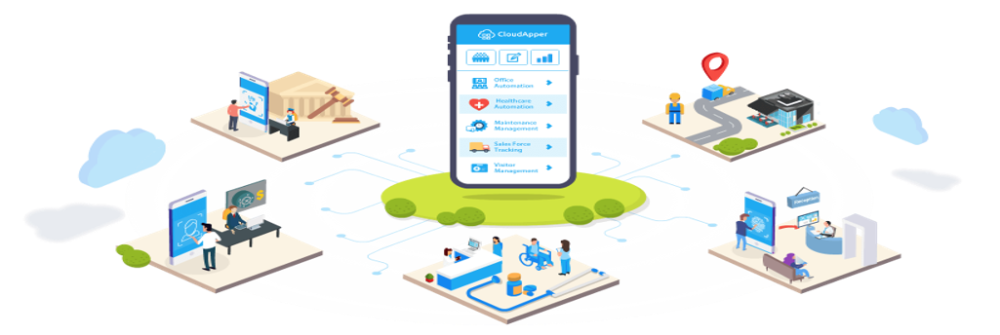 CloudApper
Office
Automation
Healthcare
Automation
Maintenance
Management
Sales Force
Tracking
Visitor
Management
$
Reception